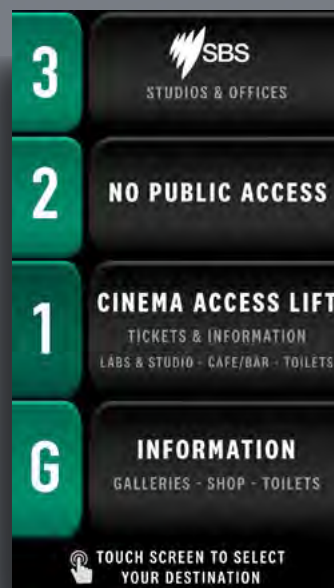 3
SBS
STUDIOS & OFFICES
2
NO PUBLIC ACCESS
1
CINEMA ACCESS LIFT
TICKETS & INFORMATION
LABS & STUDIO - CAFE/BAR - TOILETS
G
INFORMATION
GALLERIES - SHOP - TOILETS
TOUCH SCREEN TO SELECT
YOUR DESTINATION